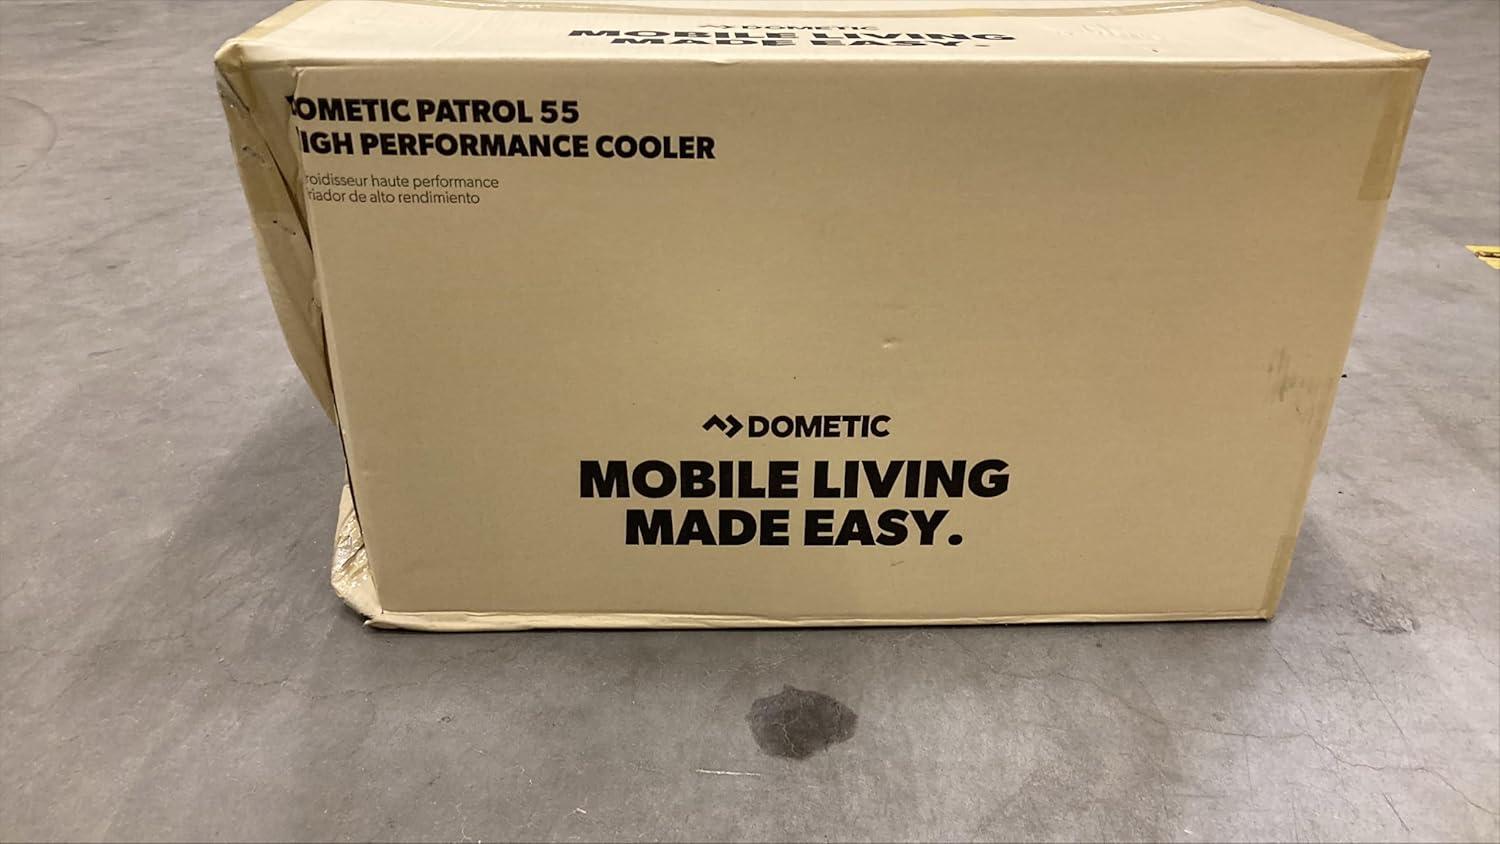 DOMETIC
MOBILE LIVING
MADE EASY.
OMETIC PATROL 55
IGH PERFORMANCE COOLER
roidisseur haute performance
riador de alto rendimiento
DOMETIC
MOBILE LIVING
MADE EASY.